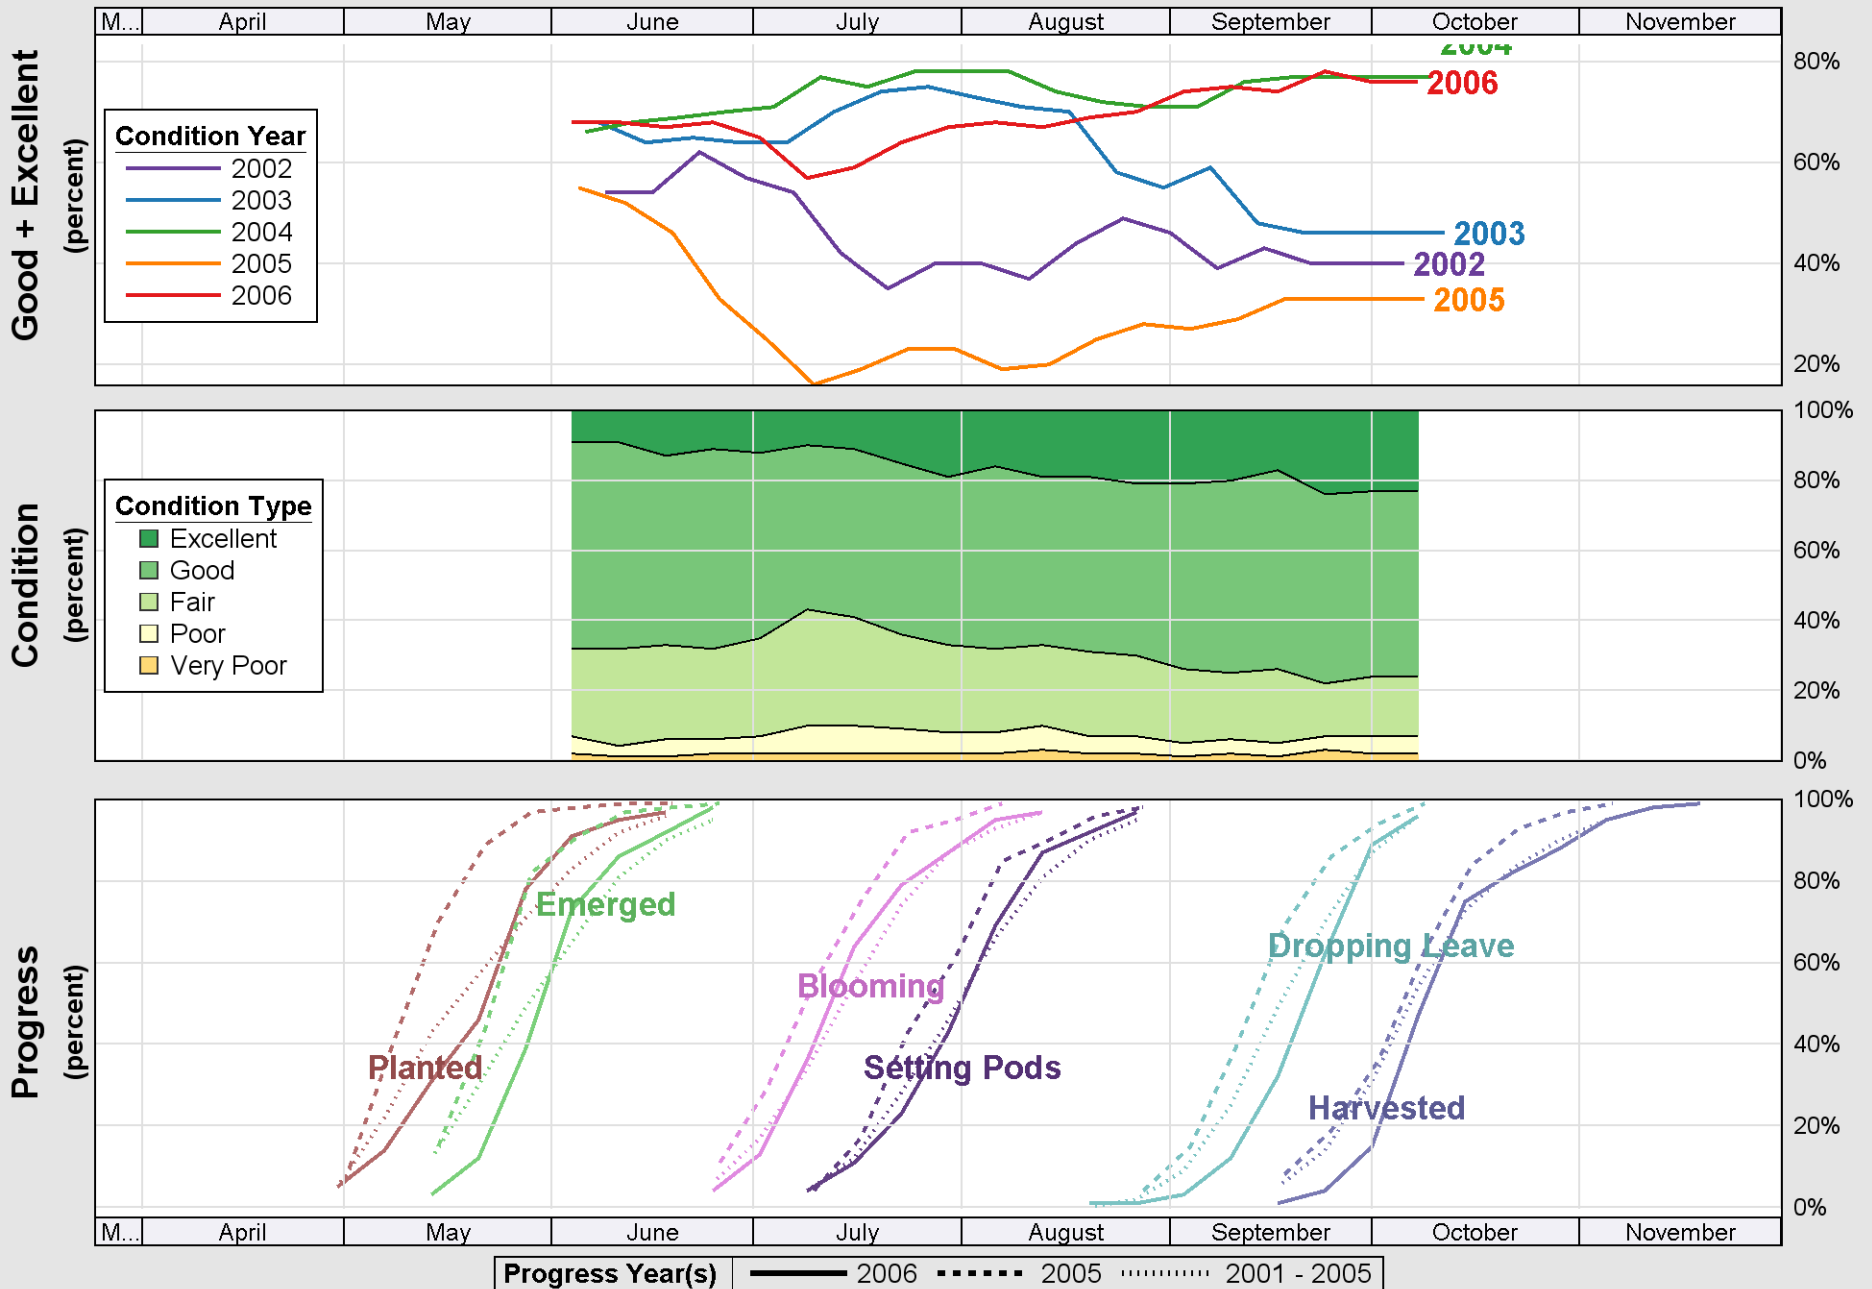 M... April May June July August September October November
Good + Excellent
(percent)
80%
60%
40%
20%
Condition Year
2002
2003
2004
2005
2006
2004
2006
2003
2002
2005
Condition
(percent)
100%
80%
60%
40%
20%
0%
Condition Type
Excellent
Good
Fair
Poor
Very Poor
Progress
(percent)
100%
80%
60%
40%
20%
0%
Emerged
Dropping Leave
Blooming
Planted
Setting Pods
Harvested
M... April May June July August September October November
Progress Year(s) 2006 2005 2001 - 2005